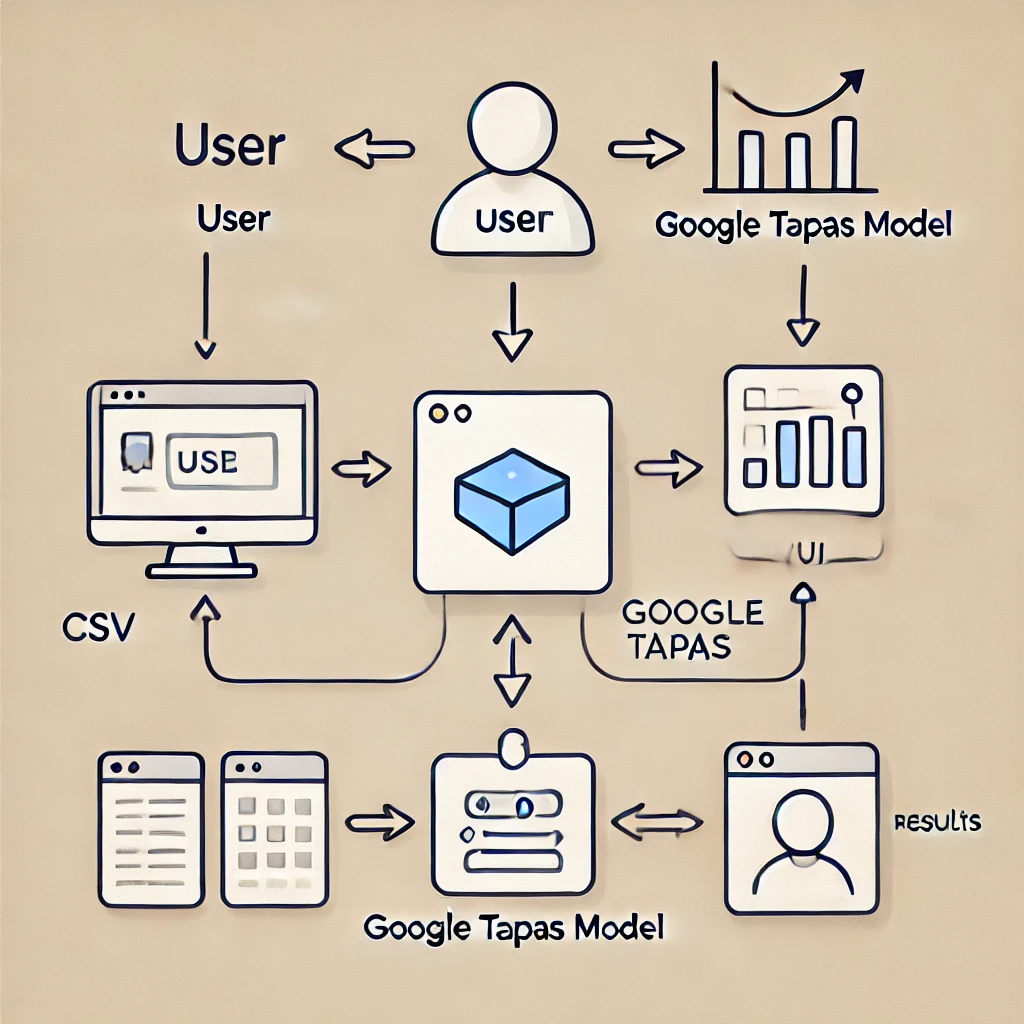 User
User
User
Google Tapas Model
USE
UI
CSV
GOOGLE
TAPAS
RESULTS
Google Tapas Model